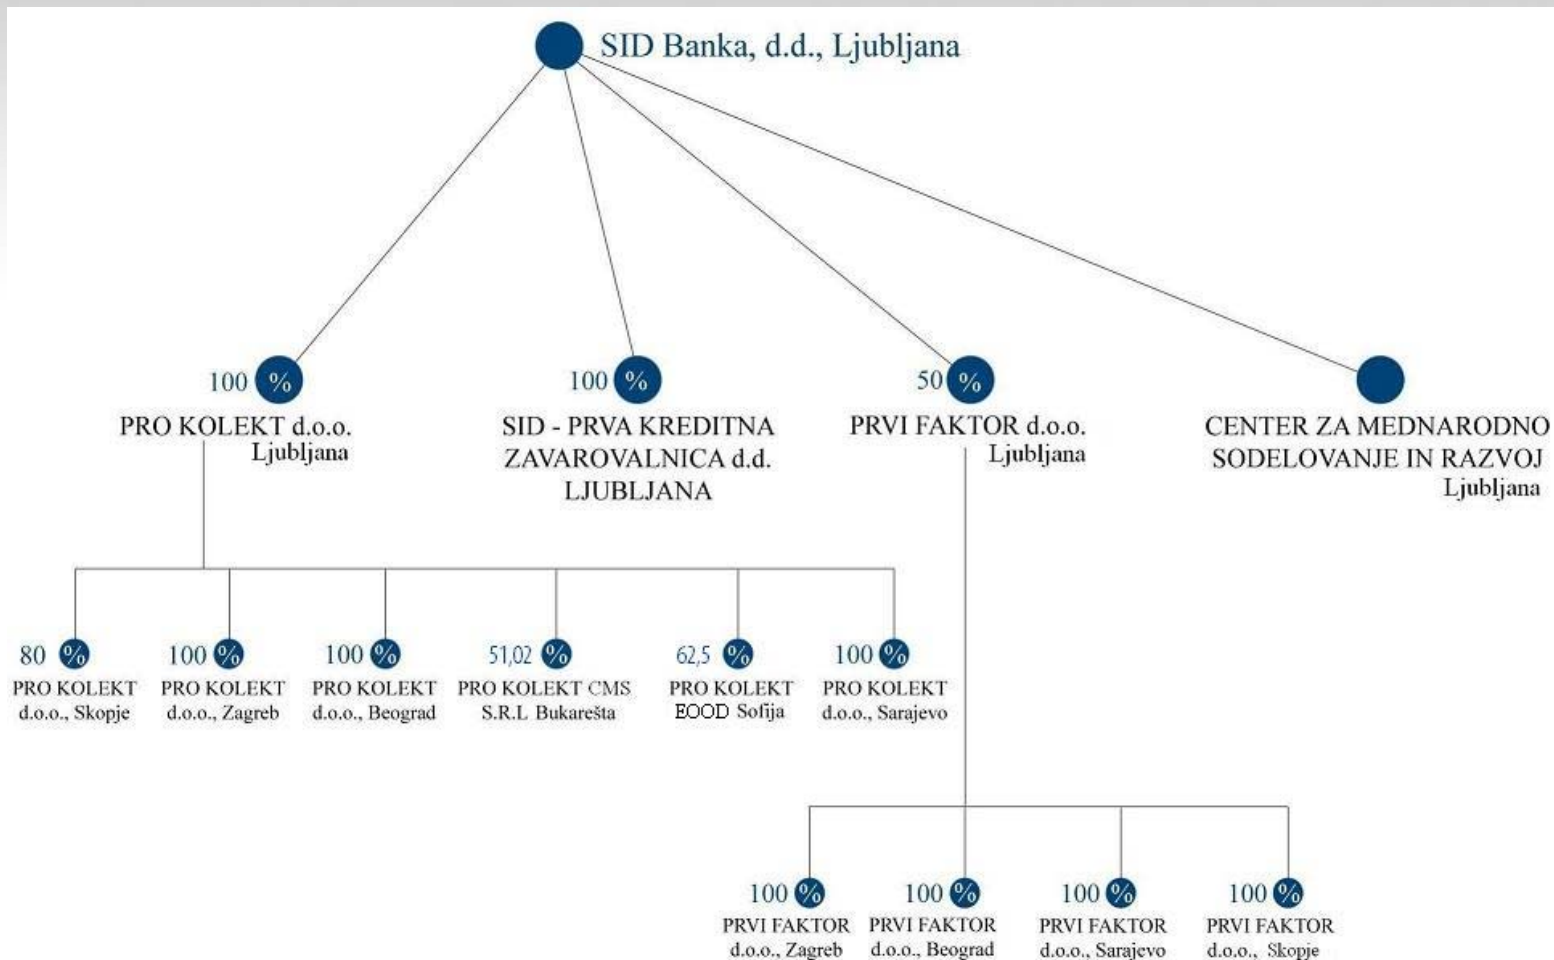 SID Banka, d.d., Ljubljana
100 %
PRO KOLEKT d.o.o.
Ljubljana
100 %
SID - PRVA KREDITNA
ZAVAROVALNICA d.d.
LJUBLJANA
50 %
PRVI FAKTOR d.o.o.
Ljubljana
CENTER ZA MEDNARODNO
SODELOVANJE IN RAZVOJ
Ljubljana
80 %
PRO KOLEKT
d.o.o., Skopje
100 %
PRO KOLEKT
d.o.o., Zagreb
100 %
PRO KOLEKT
d.o.o., Beograd
51,02 %
PRO KOLEKT CMS
S.R.L Bukarešta
62,5 %
PRO KOLEKT
EOOD Sofija
100 %
PRO KOLEKT
d.o.o., Sarajevo
100 %
PRVI FAKTOR
d.o.o., Zagreb
100 %
PRVI FAKTOR
d.o.o., Beograd
100 %
PRVI FAKTOR
d.o.o., Sarajevo
100 %
PRVI FAKTOR
d.o.o., Skopje